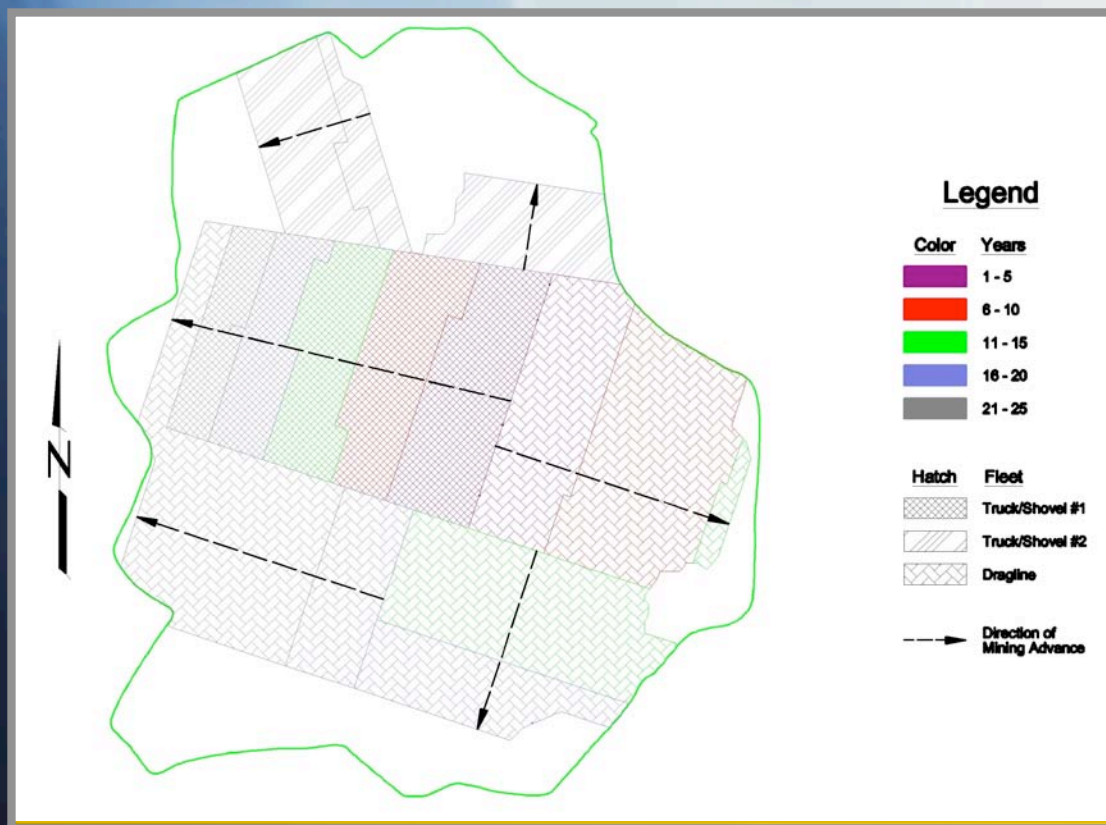 Legend
Color Years
1 - 5
6 - 10
11 - 15
16 - 20
21 - 25
Hatch Fleet
Truck/Shovel #1
Truck/Shovel #2
Dragline
Direction of
Mining Advance
N